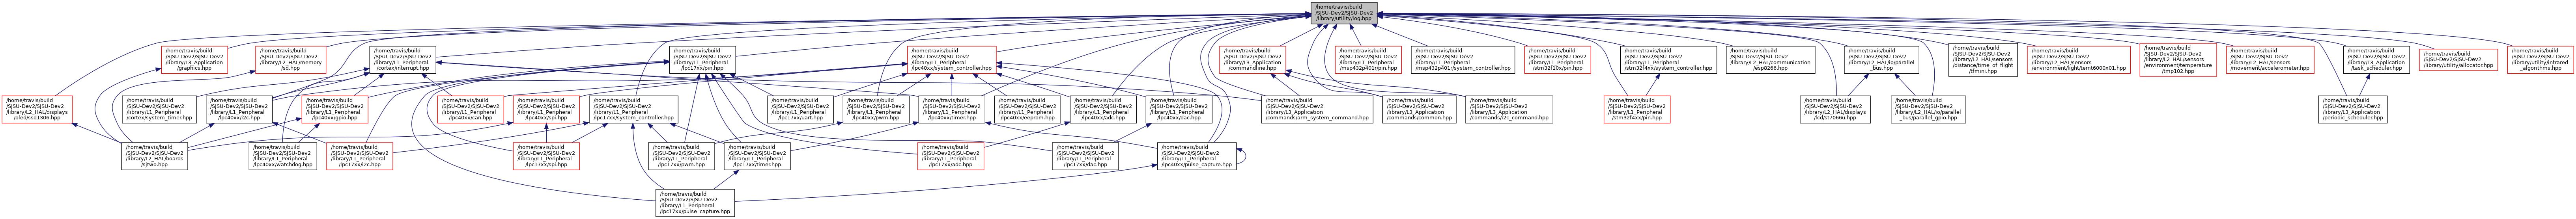 /home/travis/build
/SJSU-Dev2/SJSU-Dev2
/library/utility/log.hpp
/home/travis/build
/SJSU-Dev2/SJSU-Dev2
/library/L3_Application
/graphics.hpp
/home/travis/build
/SJSU-Dev2/SJSU-Dev2
/library/L2_HAL/memory
/sd.hpp
/home/travis/build
/SJSU-Dev2/SJSU-Dev2
/library/L1_Peripheral
/cortex/interrupt.hpp
/home/travis/build
/SJSU-Dev2/SJSU-Dev2
/library/L1_Peripheral
/lpc17xx/pin.hpp
/home/travis/build
/SJSU-Dev2/SJSU-Dev2
/library/L1_Peripheral
/lpc40xx/system_controller.hpp
/home/travis/build
/SJSU-Dev2/SJSU-Dev2
/library/L3_Application
/commandline.hpp
/home/travis/build
/SJSU-Dev2/SJSU-Dev2
/library/L1_Peripheral
/msp432p401r/pin.hpp
/home/travis/build
/SJSU-Dev2/SJSU-Dev2
/library/L1_Peripheral
/msp432p401r/system_controller.hpp
/home/travis/build
/SJSU-Dev2/SJSU-Dev2
/library/L1_Peripheral
/stm32f10x/pin.hpp
/home/travis/build
/SJSU-Dev2/SJSU-Dev2
/library/L1_Peripheral
/stm32f4xx/system_controller.hpp
/home/travis/build
/SJSU-Dev2/SJSU-Dev2
/library/L2_HAL/communication
/esp8266.hpp
/home/travis/build
/SJSU-Dev2/SJSU-Dev2
/library/L2_HAL/io/parallel
_bus.hpp
/home/travis/build
/SJSU-Dev2/SJSU-Dev2
/library/L2_HAL/sensors
/distance/time_of_flight
/tfmini.hpp
/home/travis/build
/SJSU-Dev2/SJSU-Dev2
/library/L2_HAL/sensors
/environment/light/temt6000x01.hpp
/home/travis/build
/SJSU-Dev2/SJSU-Dev2
/library/L2_HAL/sensors
/environment/temperature
/tmp102.hpp
/home/travis/build
/SJSU-Dev2/SJSU-Dev2
/library/L2_HAL/sensors
/movement/accelerometer.hpp
/home/travis/build
/SJSU-Dev2/SJSU-Dev2
/library/L3_Application
/task_scheduler.hpp
/home/travis/build
/SJSU-Dev2/SJSU-Dev2
/library/utility/allocator.hpp
/home/travis/build
/SJSU-Dev2/SJSU-Dev2
/library/utility/infrared
_algorithms.hpp
/home/travis/build
/SJSU-Dev2/SJSU-Dev2
/library/L2_HAL/displays
/oled/ssd1306.hpp
/home/travis/build
/SJSU-Dev2/SJSU-Dev2
/library/L1_Peripheral
/cortex/system_timer.hpp
/home/travis/build
/SJSU-Dev2/SJSU-Dev2
/library/L1_Peripheral
/lpc40xx/i2c.hpp
/home/travis/build
/SJSU-Dev2/SJSU-Dev2
/library/L1_Peripheral
/lpc40xx/gpio.hpp
/home/travis/build
/SJSU-Dev2/SJSU-Dev2
/library/L1_Peripheral
/lpc40xx/can.hpp
/home/travis/build
/SJSU-Dev2/SJSU-Dev2
/library/L1_Peripheral
/lpc40xx/spi.hpp
/home/travis/build
/SJSU-Dev2/SJSU-Dev2
/library/L1_Peripheral
/lpc17xx/system_controller.hpp
/home/travis/build
/SJSU-Dev2/SJSU-Dev2
/library/L1_Peripheral
/lpc17xx/uart.hpp
/home/travis/build
/SJSU-Dev2/SJSU-Dev2
/library/L1_Peripheral
/lpc40xx/pwm.hpp
/home/travis/build
/SJSU-Dev2/SJSU-Dev2
/library/L1_Peripheral
/lpc40xx/timer.hpp
/home/travis/build
/SJSU-Dev2/SJSU-Dev2
/library/L1_Peripheral
/lpc40xx/eeprom.hpp
/home/travis/build
/SJSU-Dev2/SJSU-Dev2
/library/L1_Peripheral
/lpc40xx/adc.hpp
/home/travis/build
/SJSU-Dev2/SJSU-Dev2
/library/L1_Peripheral
/lpc40xx/dac.hpp
/home/travis/build
/SJSU-Dev2/SJSU-Dev2
/library/L3_Application
/commands/arm_system_command.hpp
/home/travis/build
/SJSU-Dev2/SJSU-Dev2
/library/L3_Application
/commands/common.hpp
/home/travis/build
/SJSU-Dev2/SJSU-Dev2
/library/L3_Application
/commands/i2c_command.hpp
/home/travis/build
/SJSU-Dev2/SJSU-Dev2
/library/L1_Peripheral
/stm32f4xx/pin.hpp
/home/travis/build
/SJSU-Dev2/SJSU-Dev2
/library/L2_HAL/displays
/lcd/st7066u.hpp
/home/travis/build
/SJSU-Dev2/SJSU-Dev2
/library/L2_HAL/io/parallel
_bus/parallel_gpio.hpp
/home/travis/build
/SJSU-Dev2/SJSU-Dev2
/library/L3_Application
/periodic_scheduler.hpp
/home/travis/build
/SJSU-Dev2/SJSU-Dev2
/library/L2_HAL/boards
/sjtwo.hpp
/home/travis/build
/SJSU-Dev2/SJSU-Dev2
/library/L1_Peripheral
/lpc40xx/watchdog.hpp
/home/travis/build
/SJSU-Dev2/SJSU-Dev2
/library/L1_Peripheral
/lpc17xx/i2c.hpp
/home/travis/build
/SJSU-Dev2/SJSU-Dev2
/library/L1_Peripheral
/lpc17xx/spi.hpp
/home/travis/build
/SJSU-Dev2/SJSU-Dev2
/library/L1_Peripheral
/lpc17xx/pwm.hpp
/home/travis/build
/SJSU-Dev2/SJSU-Dev2
/library/L1_Peripheral
/lpc17xx/timer.hpp
/home/travis/build
/SJSU-Dev2/SJSU-Dev2
/library/L1_Peripheral
/lpc17xx/adc.hpp
/home/travis/build
/SJSU-Dev2/SJSU-Dev2
/library/L1_Peripheral
/lpc17xx/dac.hpp
/home/travis/build
/SJSU-Dev2/SJSU-Dev2
/library/L1_Peripheral
/lpc40xx/pulse_capture.hpp
/home/travis/build
/SJSU-Dev2/SJSU-Dev2
/library/L1_Peripheral
/lpc17xx/pulse_capture.hpp